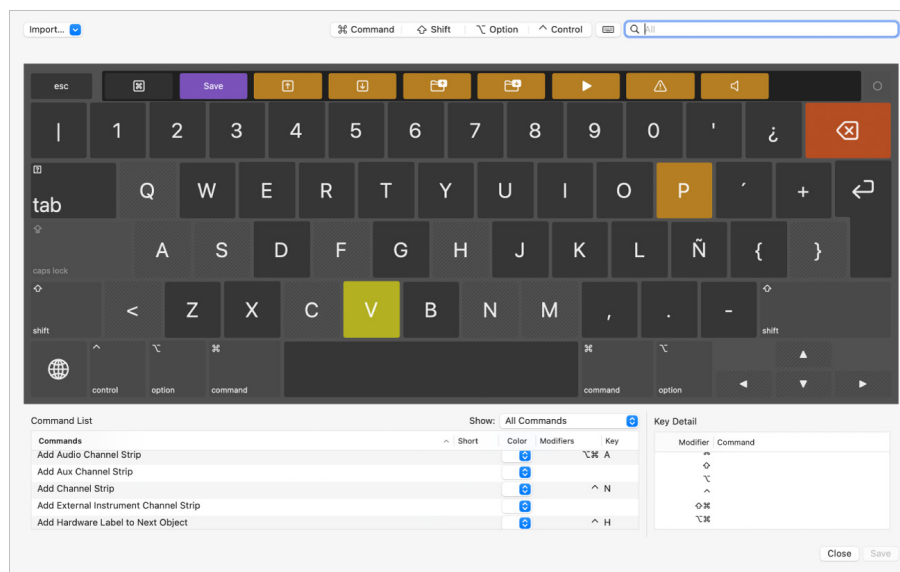 Import...
⌘ Command ⇧ Shift ⌥ Option ^ Control All
esc Save
| 1 2 3 4 5 6 7 8 9 0 ' ¿
tab Q W E R T Y U I O P ´ +
caps lock A S D F G H J K L Ñ { }
⇧ shift < Z X C V B N M , . - ⇧ shift
^ control ⌥ option ⌘ command ⌘ command ⌥ option
Command List Show: All Commands Key Detail
Commands Short Color Modifiers Key Modifier Command
Add Audio Channel Strip ⌥⌘ A ⌘
Add Aux Channel Strip ⇧
⌥
Add Channel Strip ^ N ^
Add External Instrument Channel Strip ⇧⌘
Add Hardware Label to Next Object ^ H ⌥⌘
Close Save